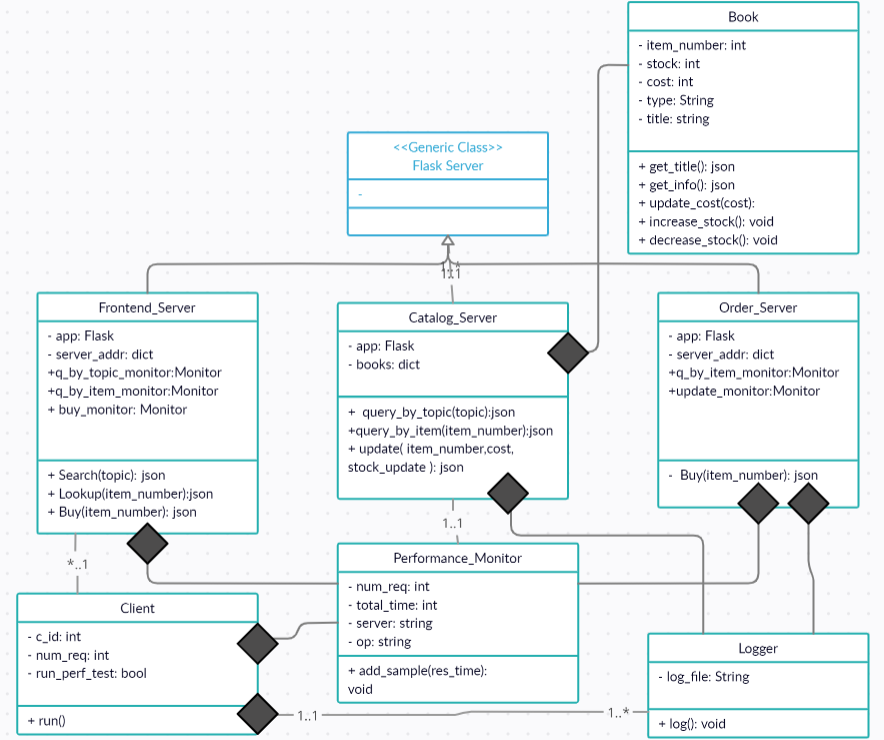 Book
- item_number: int
- stock: int
- cost: int
- type: String
- title: string
+ get_title(): json
+ get_info(): json
+ update_cost(cost):
+ increase_stock(): void
+ decrease_stock(): void
<<Generic Class>>
Flask Server
-
Frontend_Server
- app: Flask
- server_addr: dict
+q_by_topic_monitor:Monitor
+q_by_item_monitor:Monitor
+ buy_monitor: Monitor
+ Search(topic): json
+ Lookup(item_number):json
+ Buy(item_number): json
Catalog_Server
- app: Flask
- books: dict
+ query_by_topic(topic):json
+query_by_item(item_number):json
+ update( item_number,cost,
stock_update ): json
Order_Server
- app: Flask
- server_addr: dict
+q_by_item_monitor:Monitor
+update_monitor:Monitor
- Buy(item_number): json
1..1
*..1
Performance_Monitor
- num_req: int
- total_time: int
- server: string
- op: string
+ add_sample(res_time):
void
Client
- c_id: int
- num_req: int
- run_perf_test: bool
+ run()
1..1
1..*
Logger
- log_file: String
+ log(): void